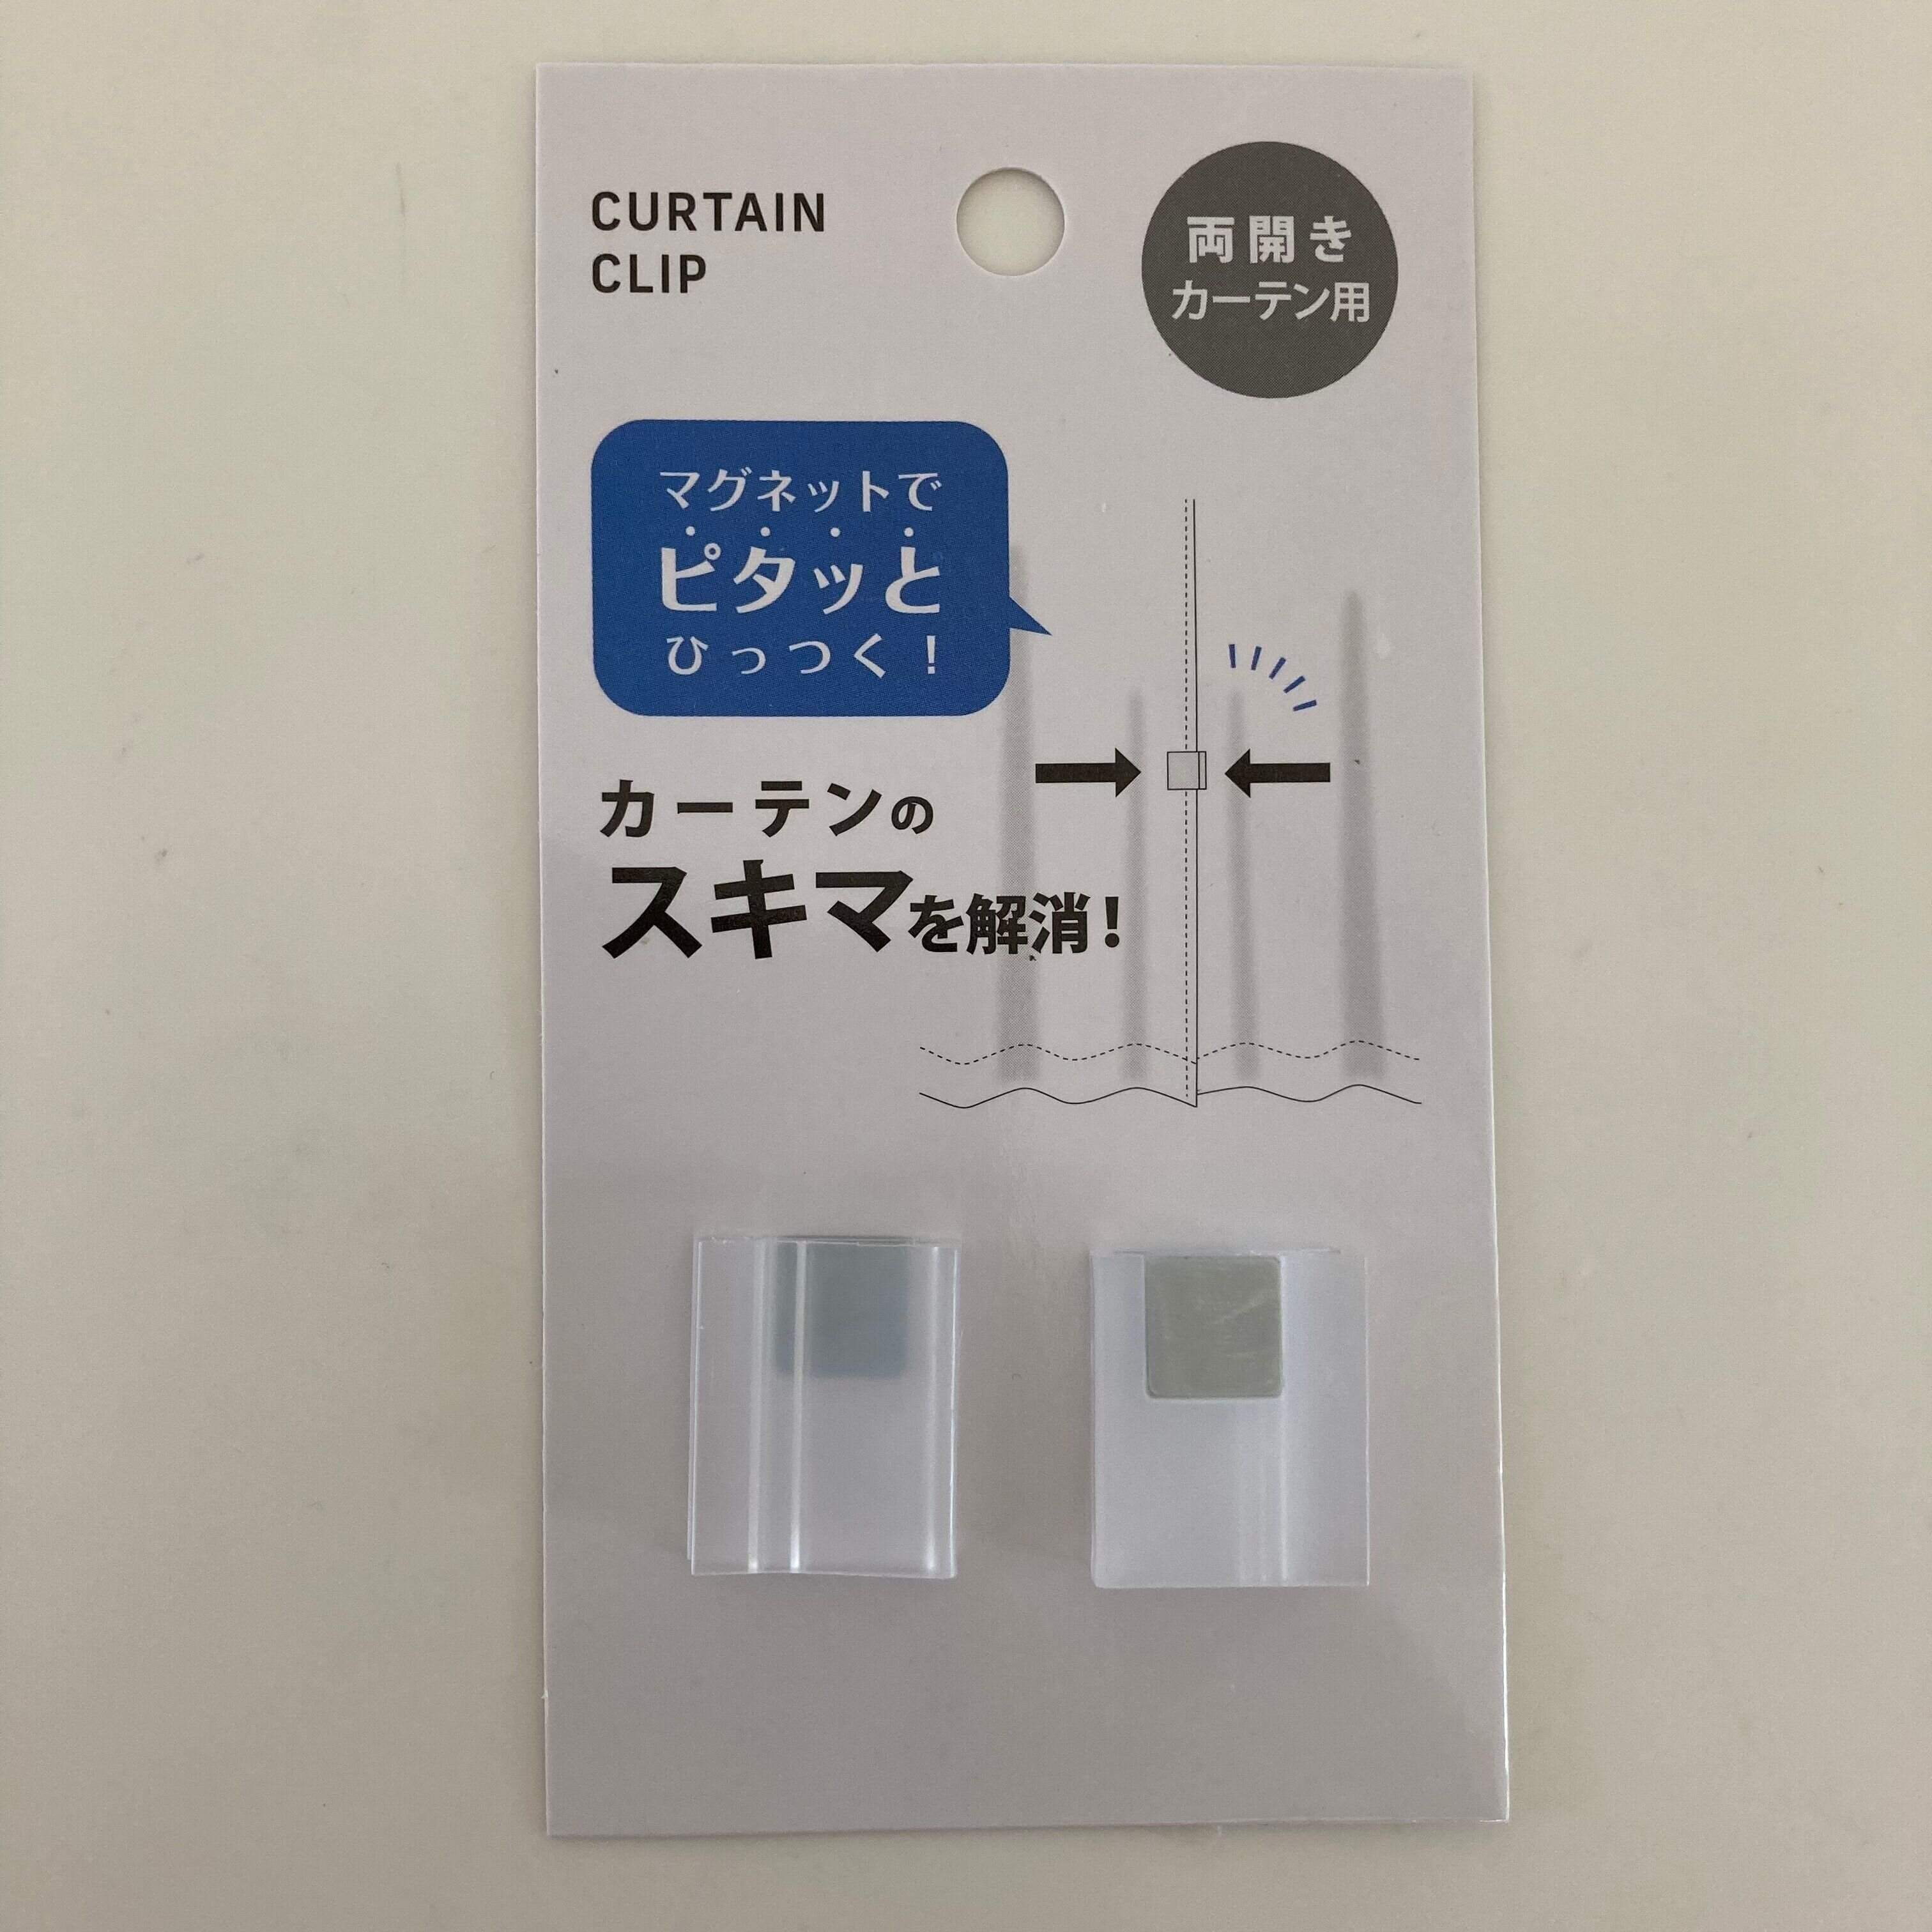 CURTAIN
CLIP
両開き
カーテン用
マグネットで
ピタッと
ひっつく！
カーテンの
スキマを解消！